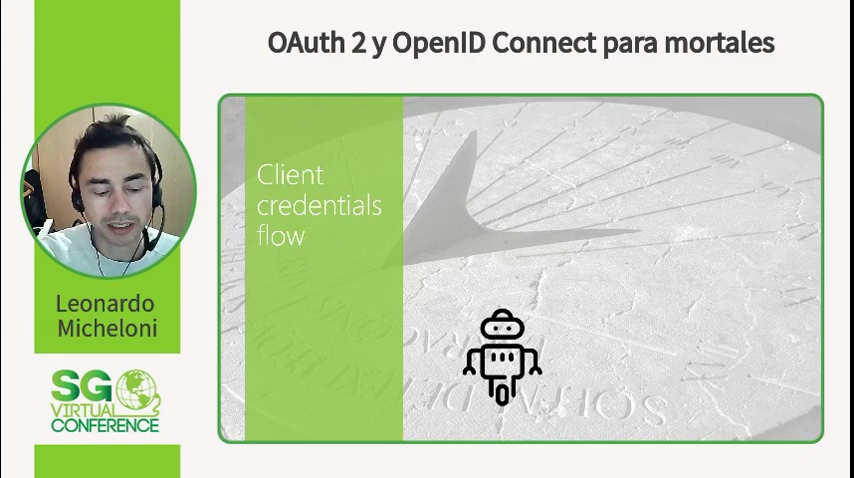 OAuth 2 y OpenID Connect para mortales
Client
credentials
flow
Leonardo
Micheloni
SG
VIRTUAL
CONFERENCE